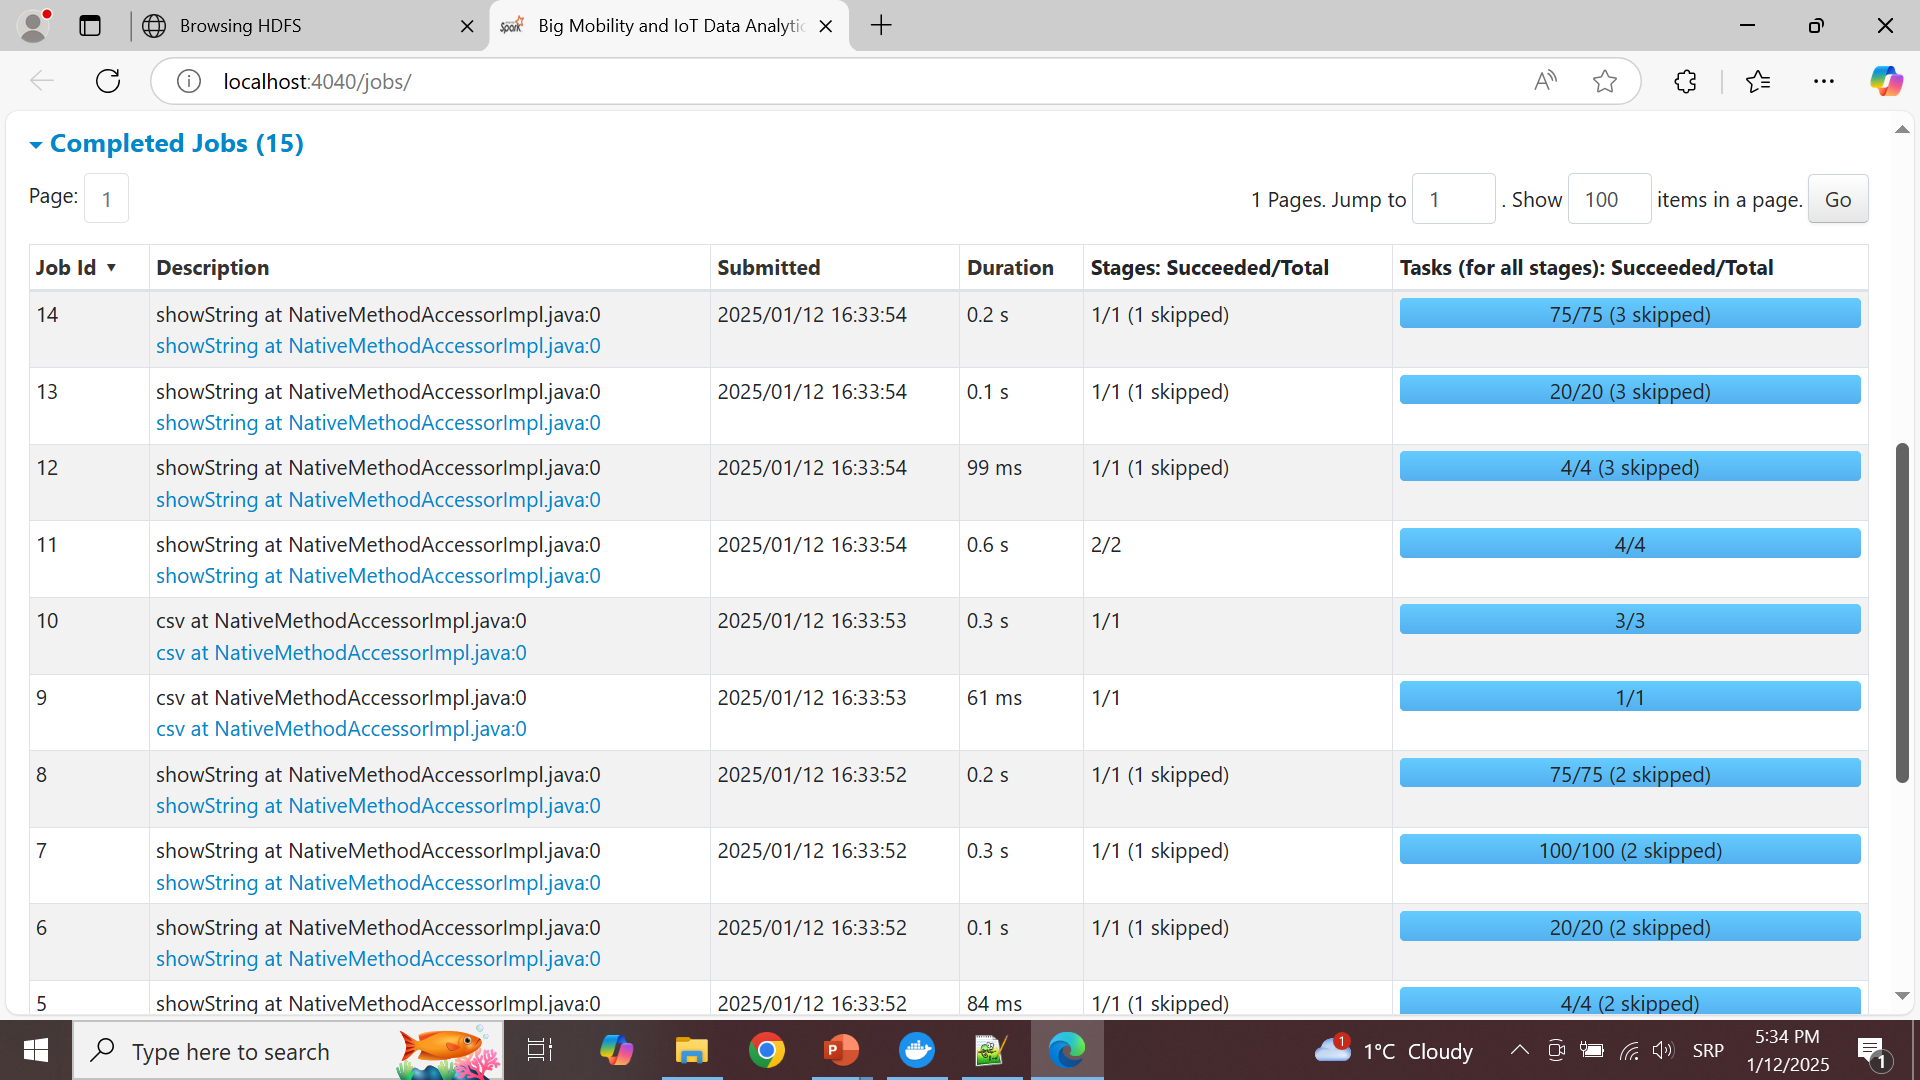 Browsing HDFS
Spark
Big Mobility and IoT Data Analytic
localhost:4040/jobs/
Completed Jobs (15)
Page: 1
1 Pages. Jump to 1 . Show 100 items in a page. Go
Job Id ▼ Description Submitted Duration Stages: Succeeded/Total Tasks (for all stages): Succeeded/Total
14 showString at NativeMethodAccessorImpl.java:0 2025/01/12 16:33:54 0.2 s 1/1 (1 skipped) 75/75 (3 skipped)
showString at NativeMethodAccessorImpl.java:0
13 showString at NativeMethodAccessorImpl.java:0 2025/01/12 16:33:54 0.1 s 1/1 (1 skipped) 20/20 (3 skipped)
showString at NativeMethodAccessorImpl.java:0
12 showString at NativeMethodAccessorImpl.java:0 2025/01/12 16:33:54 99 ms 1/1 (1 skipped) 4/4 (3 skipped)
showString at NativeMethodAccessorImpl.java:0
11 showString at NativeMethodAccessorImpl.java:0 2025/01/12 16:33:54 0.6 s 2/2 4/4
showString at NativeMethodAccessorImpl.java:0
10 csv at NativeMethodAccessorImpl.java:0 2025/01/12 16:33:53 0.3 s 1/1 3/3
csv at NativeMethodAccessorImpl.java:0
9 csv at NativeMethodAccessorImpl.java:0 2025/01/12 16:33:53 61 ms 1/1 1/1
csv at NativeMethodAccessorImpl.java:0
8 showString at NativeMethodAccessorImpl.java:0 2025/01/12 16:33:52 0.2 s 1/1 (1 skipped) 75/75 (2 skipped)
showString at NativeMethodAccessorImpl.java:0
7 showString at NativeMethodAccessorImpl.java:0 2025/01/12 16:33:52 0.3 s 1/1 (1 skipped) 100/100 (2 skipped)
showString at NativeMethodAccessorImpl.java:0
6 showString at NativeMethodAccessorImpl.java:0 2025/01/12 16:33:52 0.1 s 1/1 (1 skipped) 20/20 (2 skipped)
showString at NativeMethodAccessorImpl.java:0
5 showString at NativeMethodAccessorImpl.java:0 2025/01/12 16:33:52 84 ms 1/1 (1 skipped) 4/4 (2 skipped)
Type here to search
P
1
1°C Cloudy
SRP
5:34 PM
1/12/2025
1